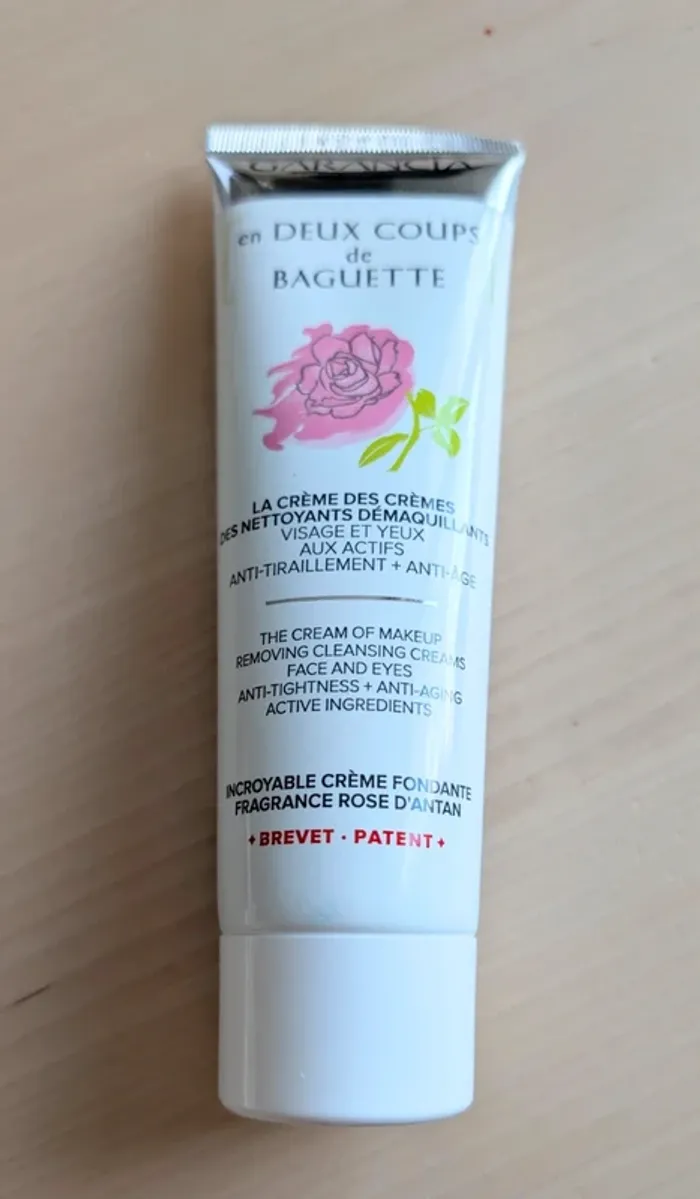 GARANCIA
en DEUX COUPS
de
BAGUETTE
LA CRÈME DES CRÈMES
DES NETTOYANTS DÉMAQUILLANTS
VISAGE ET YEUX
AUX ACTIFS
ANTI-TIRAILLEMENT + ANTI-ÂGE
THE CREAM OF MAKEUP
REMOVING CLEANSING CREAMS
FACE AND EYES
ANTI-TIGHTNESS + ANTI-AGING
ACTIVE INGREDIENTS
INCROYABLE CRÈME FONDANTE
FRAGRANCE ROSE D'ANTAN
BREVET · PATENT